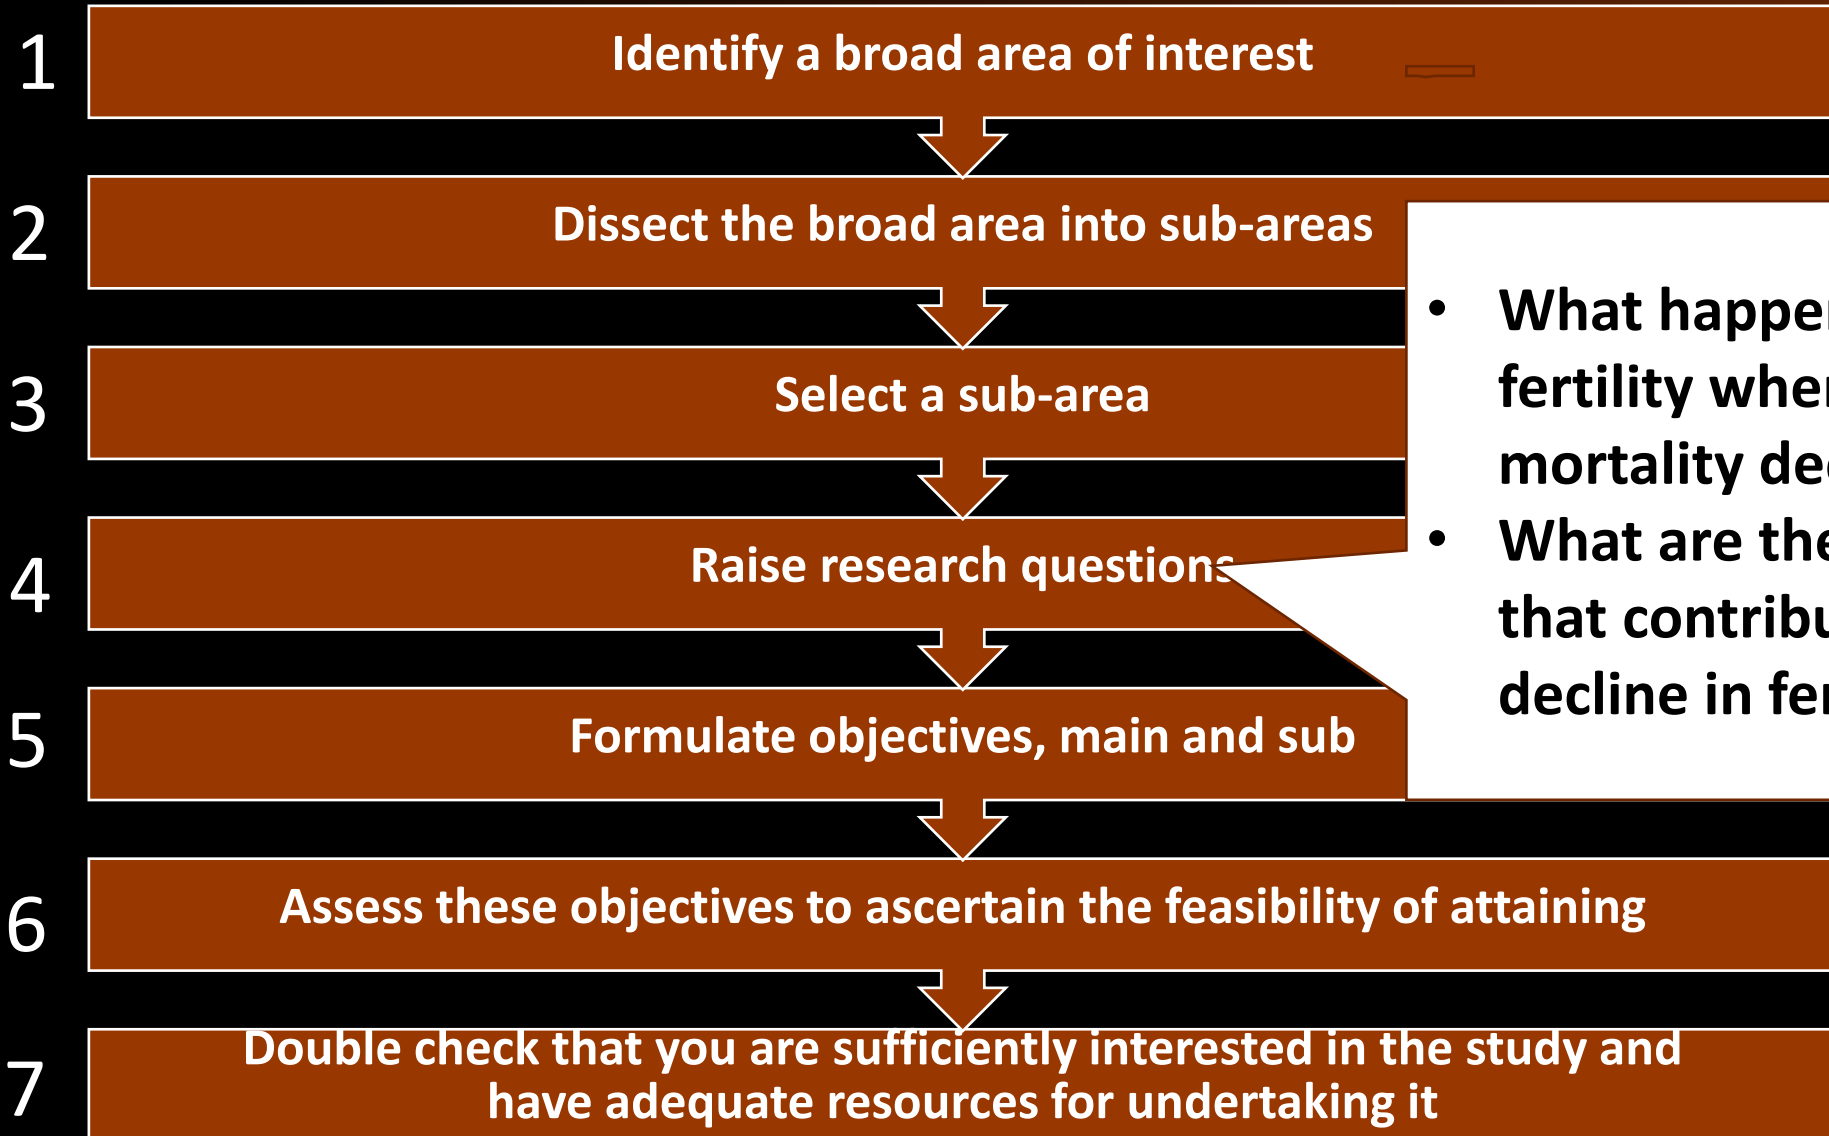 1
Identify a broad area of interest
2
Dissect the broad area into sub-areas
3
Select a sub-area
4
Raise research questions
5
Formulate objectives, main and sub
6
Assess these objectives to ascertain the feasibility of attaining
7
Double check that you are sufficiently interested in the study and
have adequate resources for undertaking it
• What
fertility
mortality
• What are
that
decline in